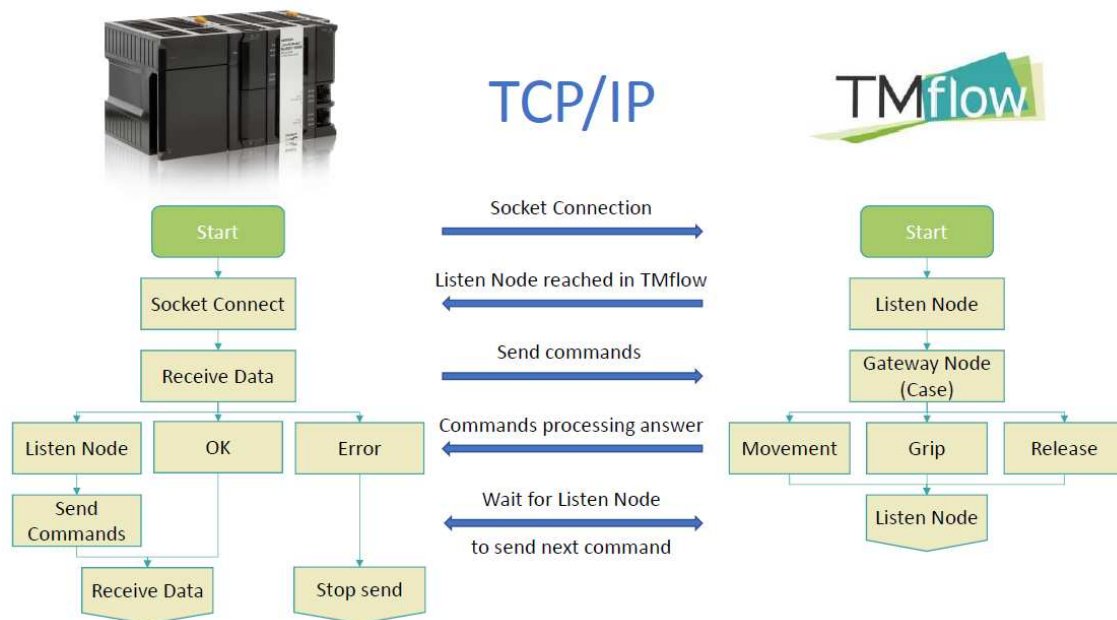 TCP/IP
TMflow
Start
Socket Connect
Receive Data
Listen Node
OK
Error
Send
Commands
Receive Data
Stop send
Socket Connection
Listen Node reached in TMflow
Send commands
Commands processing answer
Wait for Listen Node
to send next command
Start
Listen Node
Gateway Node
(Case)
Movement
Grip
Release
Listen Node